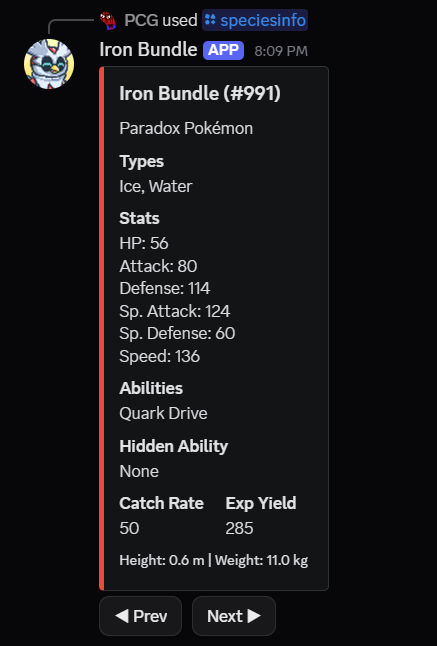 PCG used speciesinfo
Iron Bundle APP 8:09 PM
Iron Bundle (#991)
Paradox Pokémon
Types
Ice, Water
Stats
HP: 56
Attack: 80
Defense: 114
Sp. Attack: 124
Sp. Defense: 60
Speed: 136
Abilities
Quark Drive
Hidden Ability
None
Catch Rate Exp Yield
50 285
Height: 0.6 m | Weight: 11.0 kg
◀ Prev Next ▶